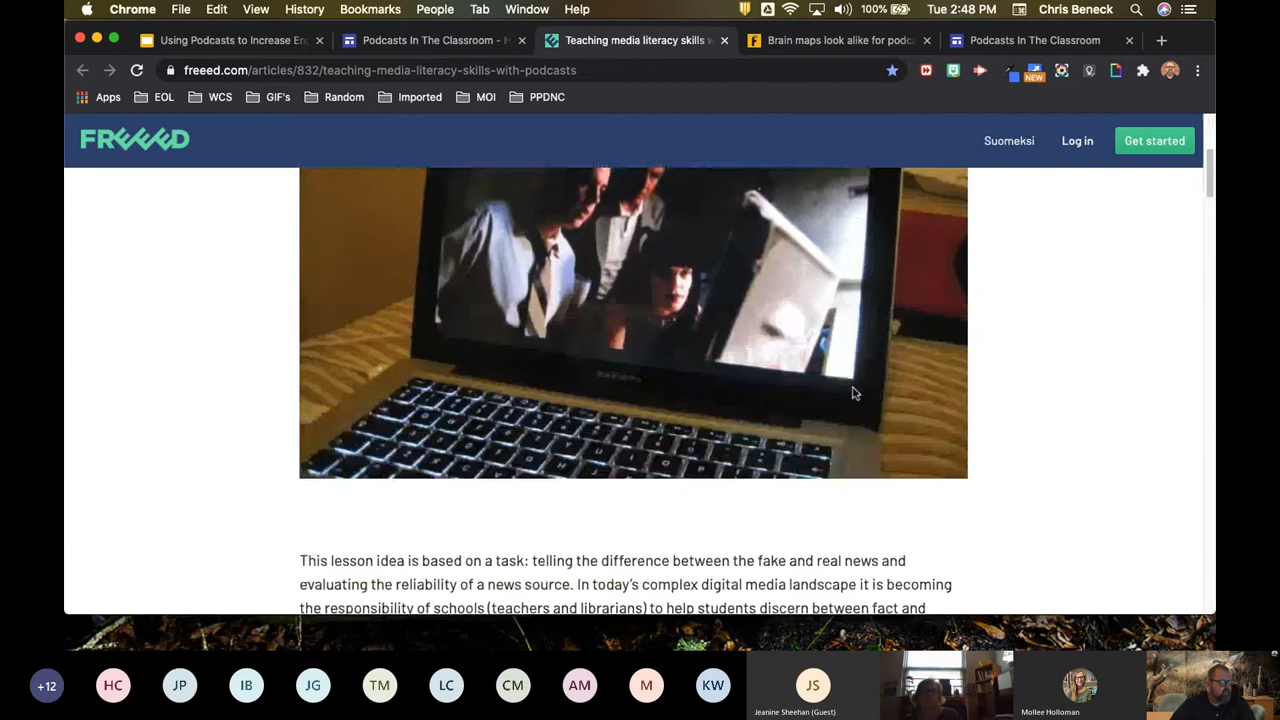 Chrome File Edit View History Bookmarks People Tab Window Help 100% Tue 2:48 PM Chris Beneck
Using Podcasts to Increase En Podcasts In The Classroom - H Teaching media literacy skills w Brain maps look alike for podca Podcasts In The Classroom
freeed.com/articles/832/teaching-media-literacy-skills-with-podcasts
NEW
Apps EOL WCS GIF's Random Imported MOI PPDNC
FREEED Suomeksi Log in Get started
This lesson idea is based on a task: telling the difference between the fake and real news and
evaluating the reliability of a news source. In today's complex digital media landscape it is becoming
the responsibility of schools (teachers and librarians) to help students discern between fact and
+12 HC JP IB JG TM LC CM AM M KW JS
Jeanine Sheehan (Guest) Mollee Holloman